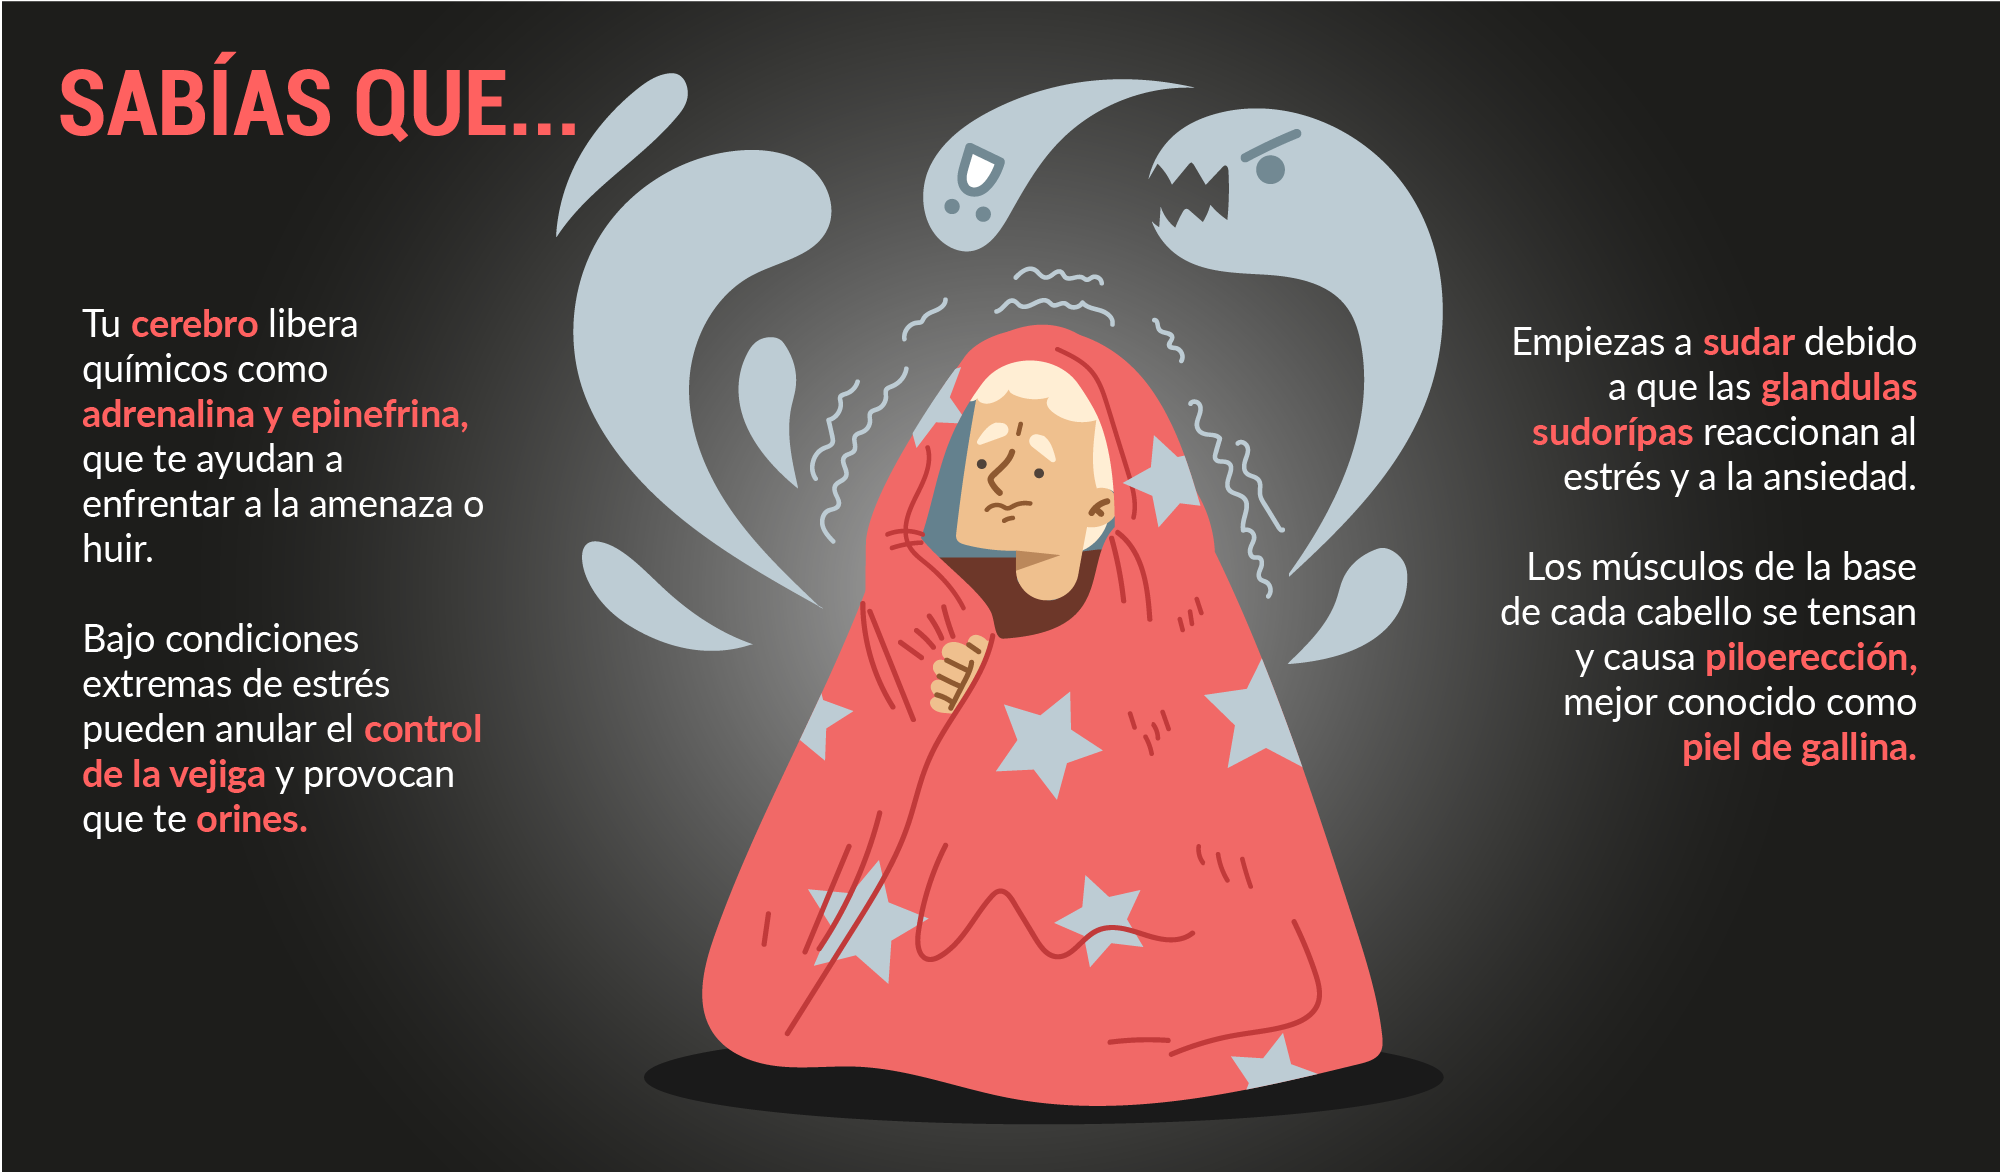 SABÍAS QUE...
Tu cerebro libera
químicos como
adrenalina y epinefrina,
que te ayudan a
enfrentar a la amenaza o
huir.
Bajo condiciones
extremas de estrés
pueden anular el control
de la vejiga y provocan
que te orines.
Empiezas a sudar debido
a que las glandulas
sudorípas reaccionan al
estrés y a la ansiedad.
Los músculos de la base
de cada cabello se tensan
y causa piloerección,
mejor conocido como
piel de gallina.